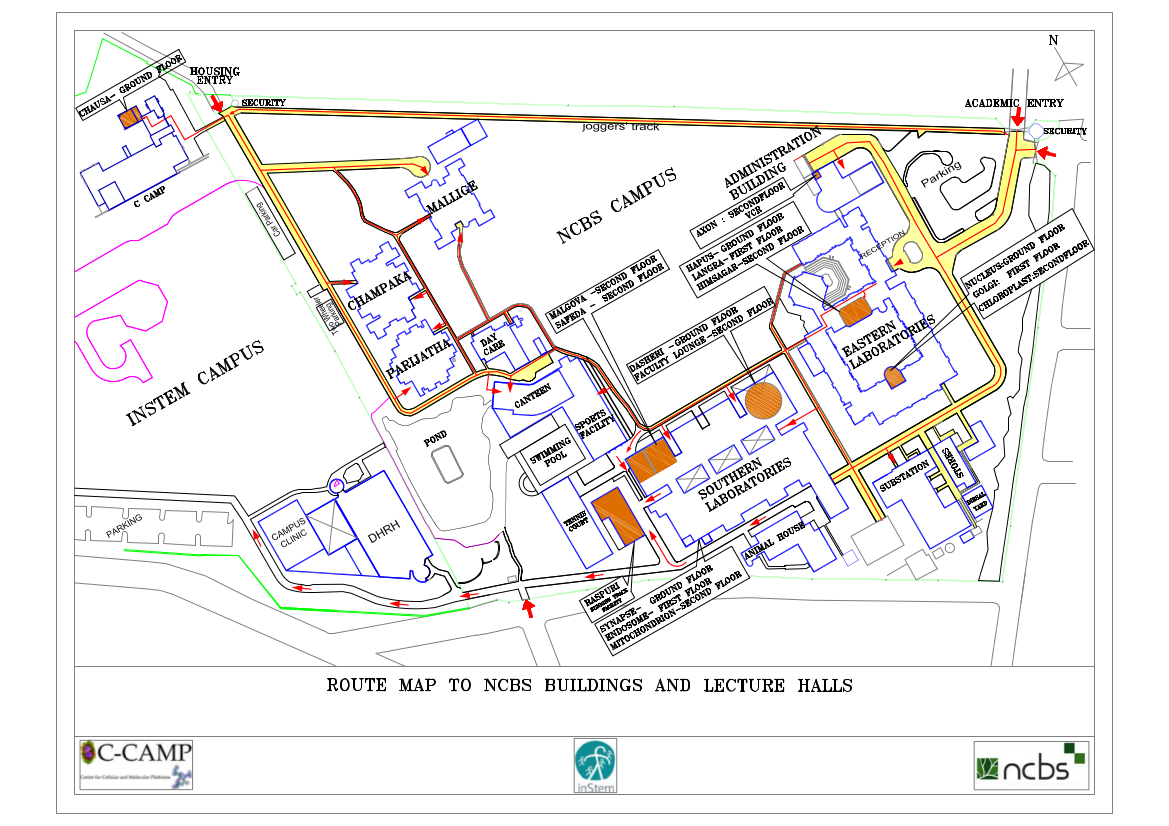 N
CHAUSA- GROUND FLOOR
HOUSING
ENTRY
SECURITY
ACADEMIC ENTRY
SECURITY
joggers' track
C CAMP
Car Parking
MALLIGE
NCBS CAMPUS
ADMINISTRATION
BUILDING
Parking
AXON : SECONDFLOOR
VCR
HAPUS-GROUND FLOOR
LANGRA-FIRST FLOOR
HIMSAGAR-SECOND FLOOR
RECEPTION
NUCLEUS:GROUND FLOOR
GOLGI: FIRST FLOOR
CHLOROPLAST:SECONDFLOOR
CHAMPAKA
Two Wheeler
Parking
MALGOVA -SECOND FLOOR
SAFEDA - SECOND FLOOR
DASHERI -GROUND FLOOR
FACULTY LOUNGE-SECOND FLOOR
INSTEM CAMPUS
PARIJATHA
DAY
CARE
EASTERN
LABORATORIES
CANTEEN
SPORTS
FACILITY
POND
SWIMMING
POOL
SOUTHERN
LABORATORIES
SUBSTATION
STORES
PARKING
CAMPUS
CLINIC
DHRH
TENNIS
COURT
ANIMAL HOUSE
RASPURI
SYNAPSE- GROUND FLOOR
ENDOSOME- FIRST FLOOR
MITOCHONDRION-SECOND FLOOR
ROUTE MAP TO NCBS BUILDINGS AND LECTURE HALLS
C-CAMP
Centre for Cellular and Molecular Platforms
inStem
ncbs